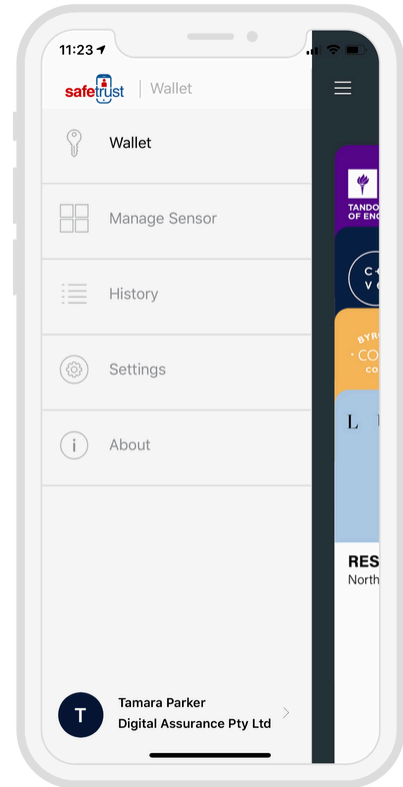 11:23
safetrust | Wallet
Wallet
TANDO
OF ENG
Manage Sensor
C
V
History
BYR
CO
CO
Settings
L
About
RES
North
T
Tamara Parker
Digital Assurance Pty Ltd